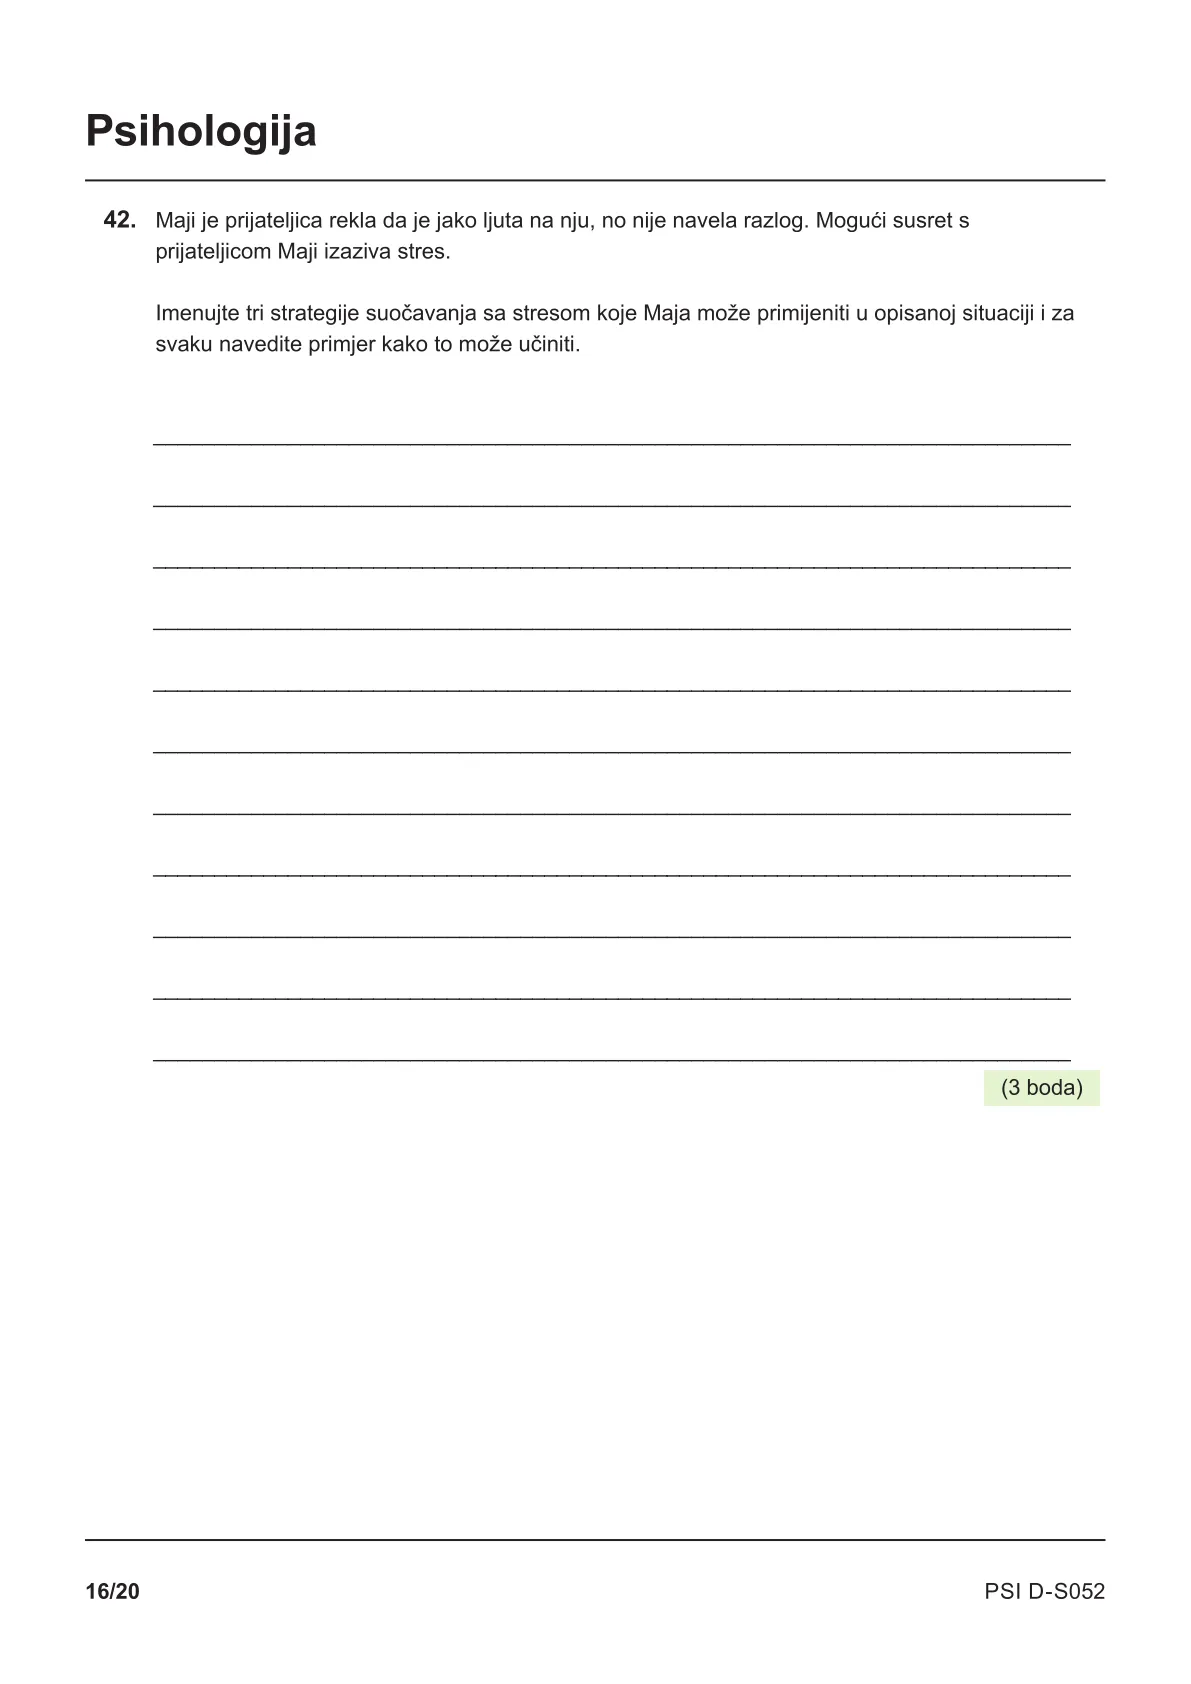 Psihologija
42. Maji je prijateljica rekla da je jako ljuta na nju, no nije navela razlog. Mogući susret s
prijateljicom Maji izaziva stres.
Imenujte tri strategije suočavanja sa stresom koje Maja može primijeniti u opisanoj situaciji i za
svaku navedite primjer kako to može učiniti.
(3 boda)
16/20
PSI D-S052